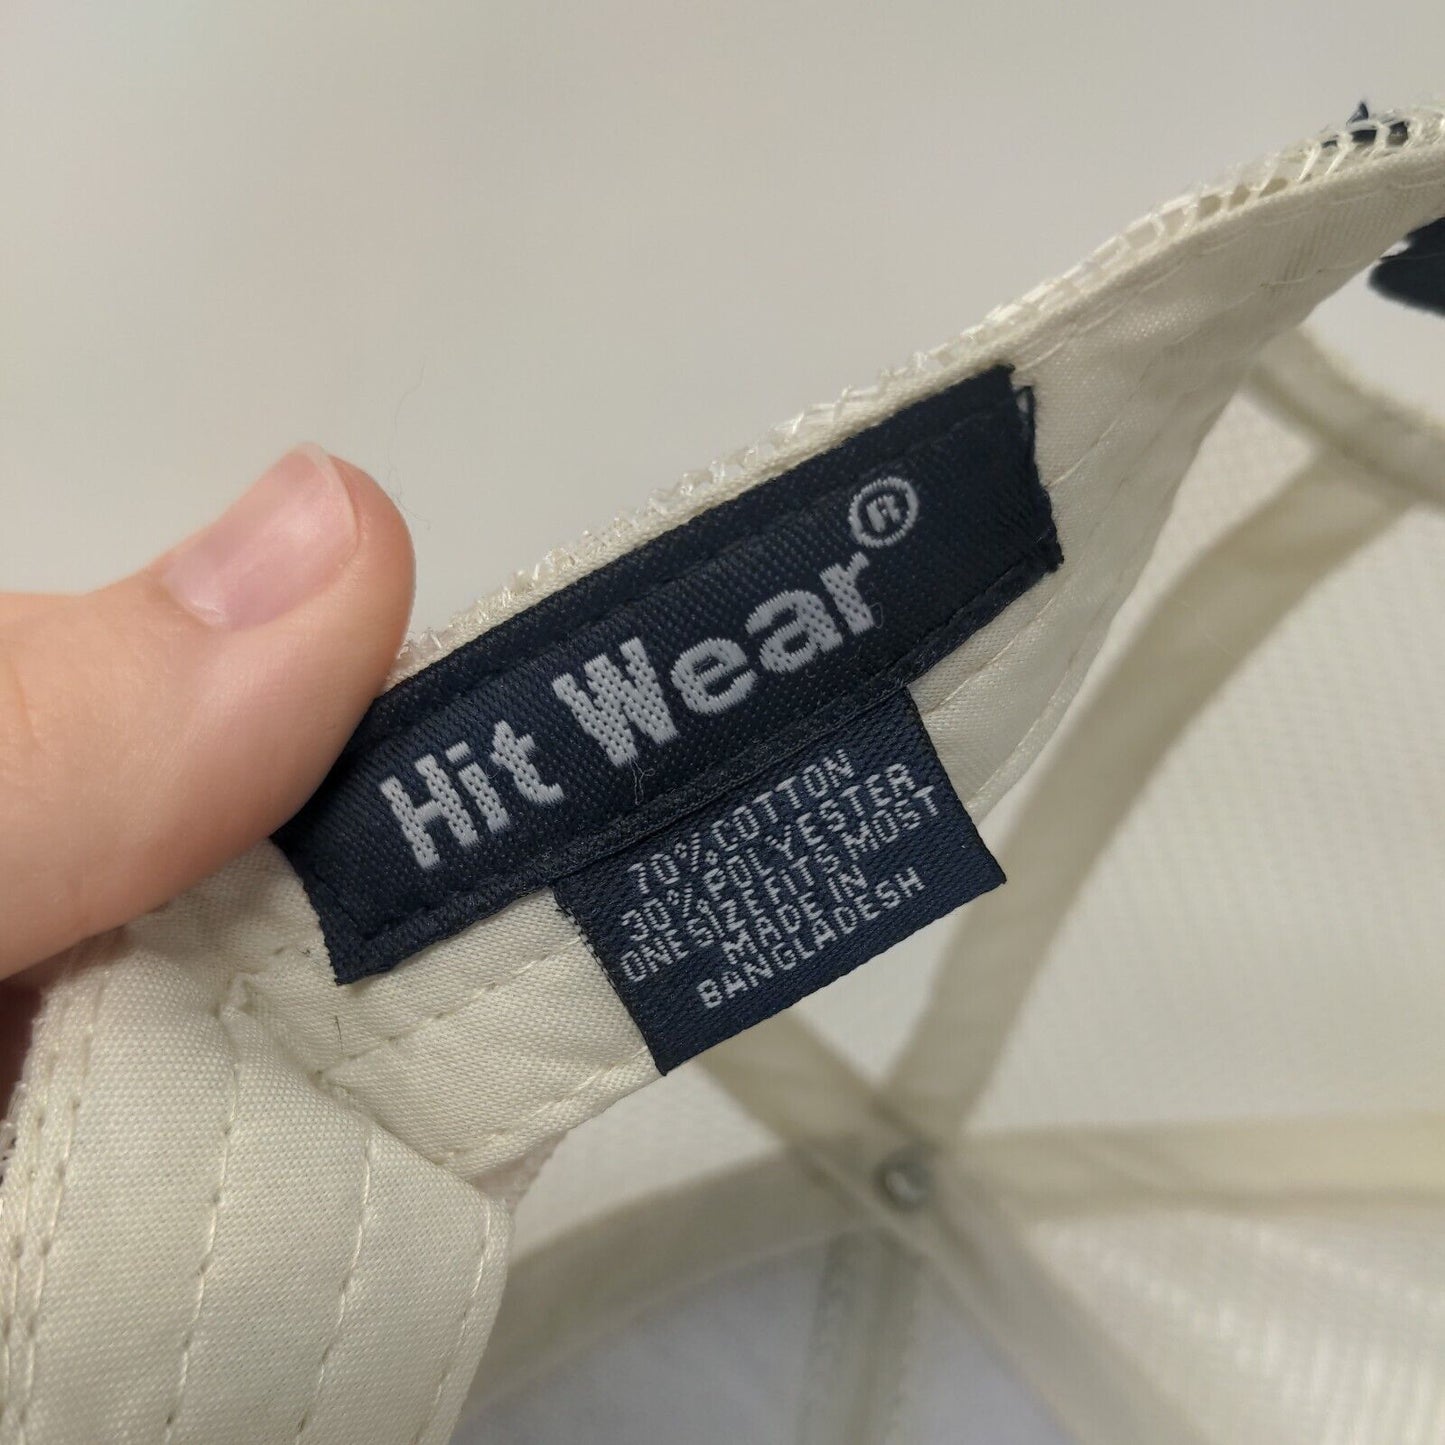 Hit Wear®
70% COTTON
30% POLYESTER
ONE SIZE FITS MOST
MADE IN
BANGLADESH